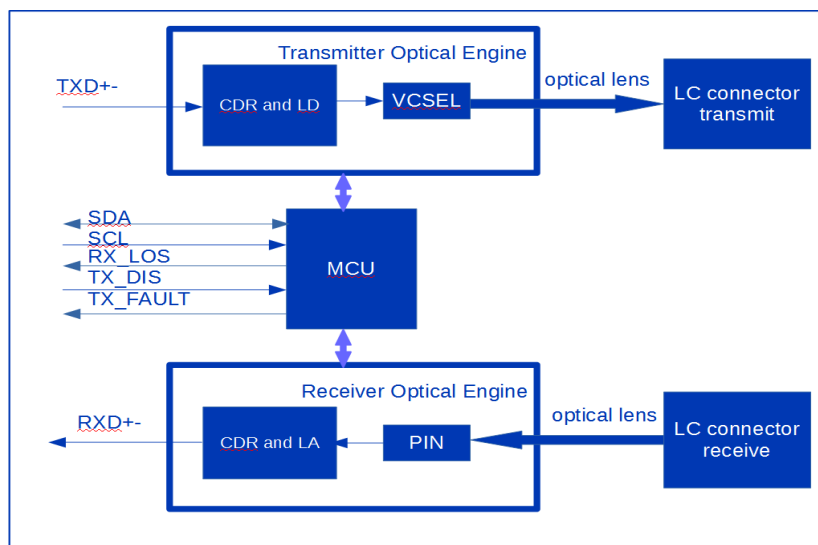 Transmitter Optical Engine
TXD+-
CDR and LD
VCSEL
optical lens
LC connector
transmit
SDA
SCL
RX_LOS
TX_DIS
TX_FAULT
MCU
Receiver Optical Engine
RXD+-
CDR and LA
PIN
optical lens
LC connector
receive